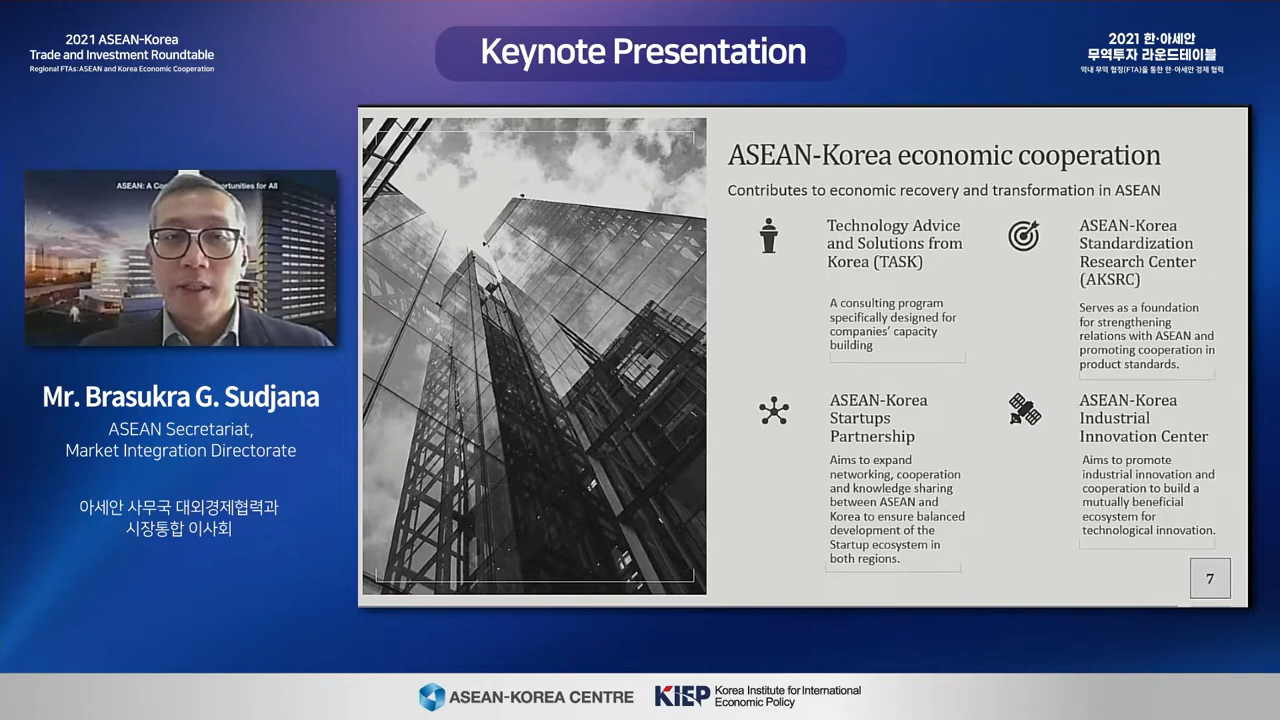 2021 ASEAN-Korea
Trade and Investment Roundtable
Regional FTAs:ASEAN and Korea Economic Cooperation
Keynote Presentation
2021 한·아세안
무역투자 라운드테이블
역내 무역 협정(FTA)을 통한 한·아세안 경제 협력
ASEAN: A Co
ortunities for All
Mr. Brasukra G. Sudjana
ASEAN Secretariat,
Market Integration Directorate
아세안 사무국 대외경제협력과
시장통합 이사회
ASEAN-Korea economic cooperation
Contributes to economic recovery and transformation in ASEAN
Technology Advice
and Solutions from
Korea (TASK)
A consulting program
specifically designed for
companies' capacity
building
ASEAN-Korea
Standardization
Research Center
(AKSRC)
Serves as a foundation
for strengthening
relations with ASEAN and
promoting cooperation in
product standards.
ASEAN-Korea
Startups
Partnership
Aims to expand
networking, cooperation
and knowledge sharing
between ASEAN and
Korea to ensure balanced
development of the
Startup ecosystem in
both regions.
ASEAN-Korea
Industrial
Innovation Center
Aims to promote
industrial innovation and
cooperation to build a
mutually beneficial
ecosystem for
technological innovation.
7
ASEAN-KOREA CENTRE
KIEP Korea Institute for International
Economic Policy